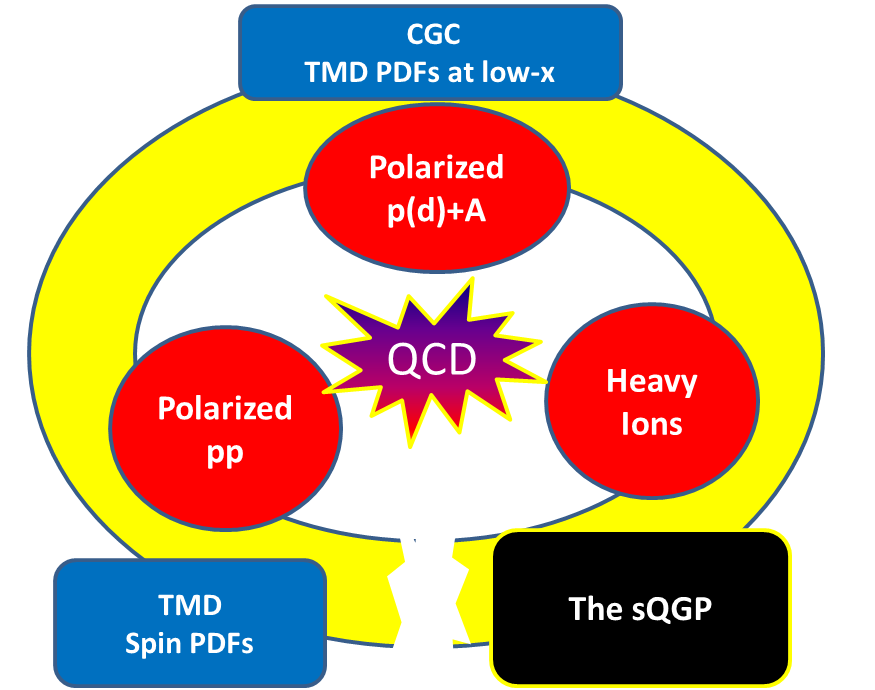 CGC
TMD PDFs at low-x
Polarized
p(d)+A
QCD
Polarized
pp
Heavy
Ions
TMD
Spin PDFs
The sQGP